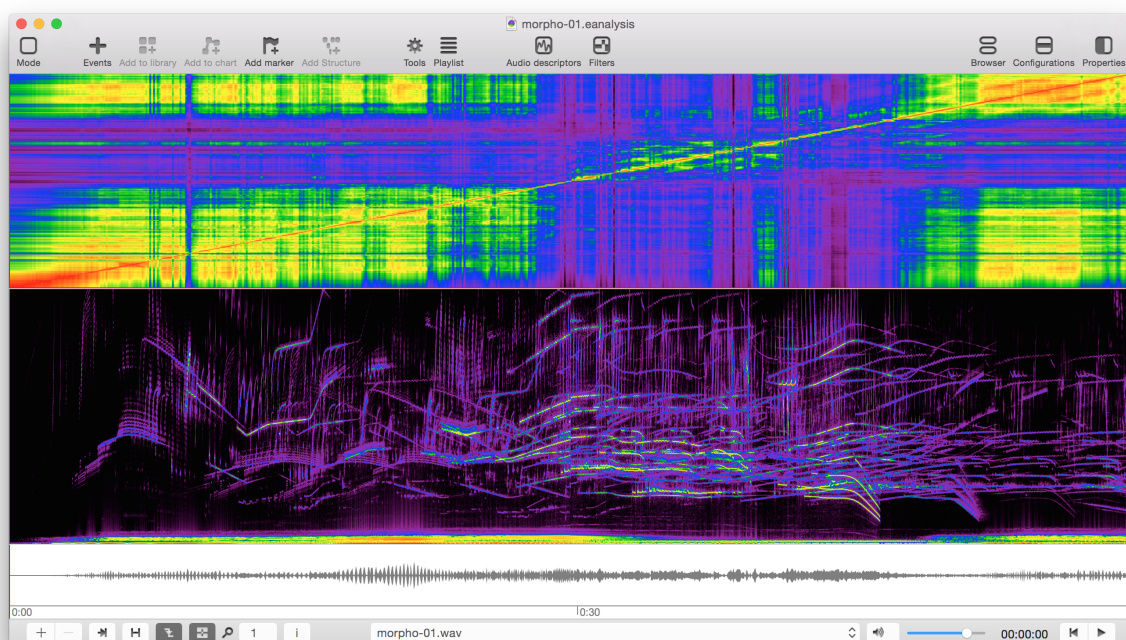 morpho-01.eanalysis
Mode Events Add to library Add to chart Add marker Add Structure Tools Playlist Audio descriptors Filters Browser Configurations Properties
0:00 0:30
1 i morpho-01.wav 00:00:00